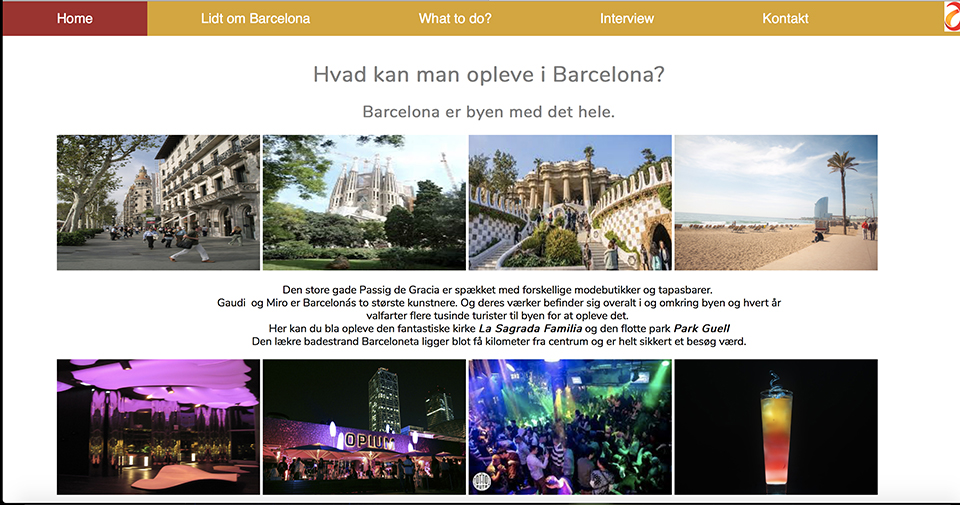 Home
Lidt om Barcelona
What to do?
Interview
Kontakt
Hvad kan man opleve i Barcelona?
Barcelona er byen med det hele.
Den store gade Passig de Gracia er spækket med forskellige modebutikker og tapasbarer.
Gaudi og Miro er Barcelonás to største kunstnere. Og deres værker befinder sig overalt i og omkring byen og hvert år
valfarter flere tusinde turister til byen for at opleve det.
Her kan du bla opleve den fantastiske kirke La Sagrada Familia og den flotte park Park Guell
Den lækre badestrand Barceloneta ligger blot få kilometer fra centrum og er helt sikkert et besøg værd.
OPIUM